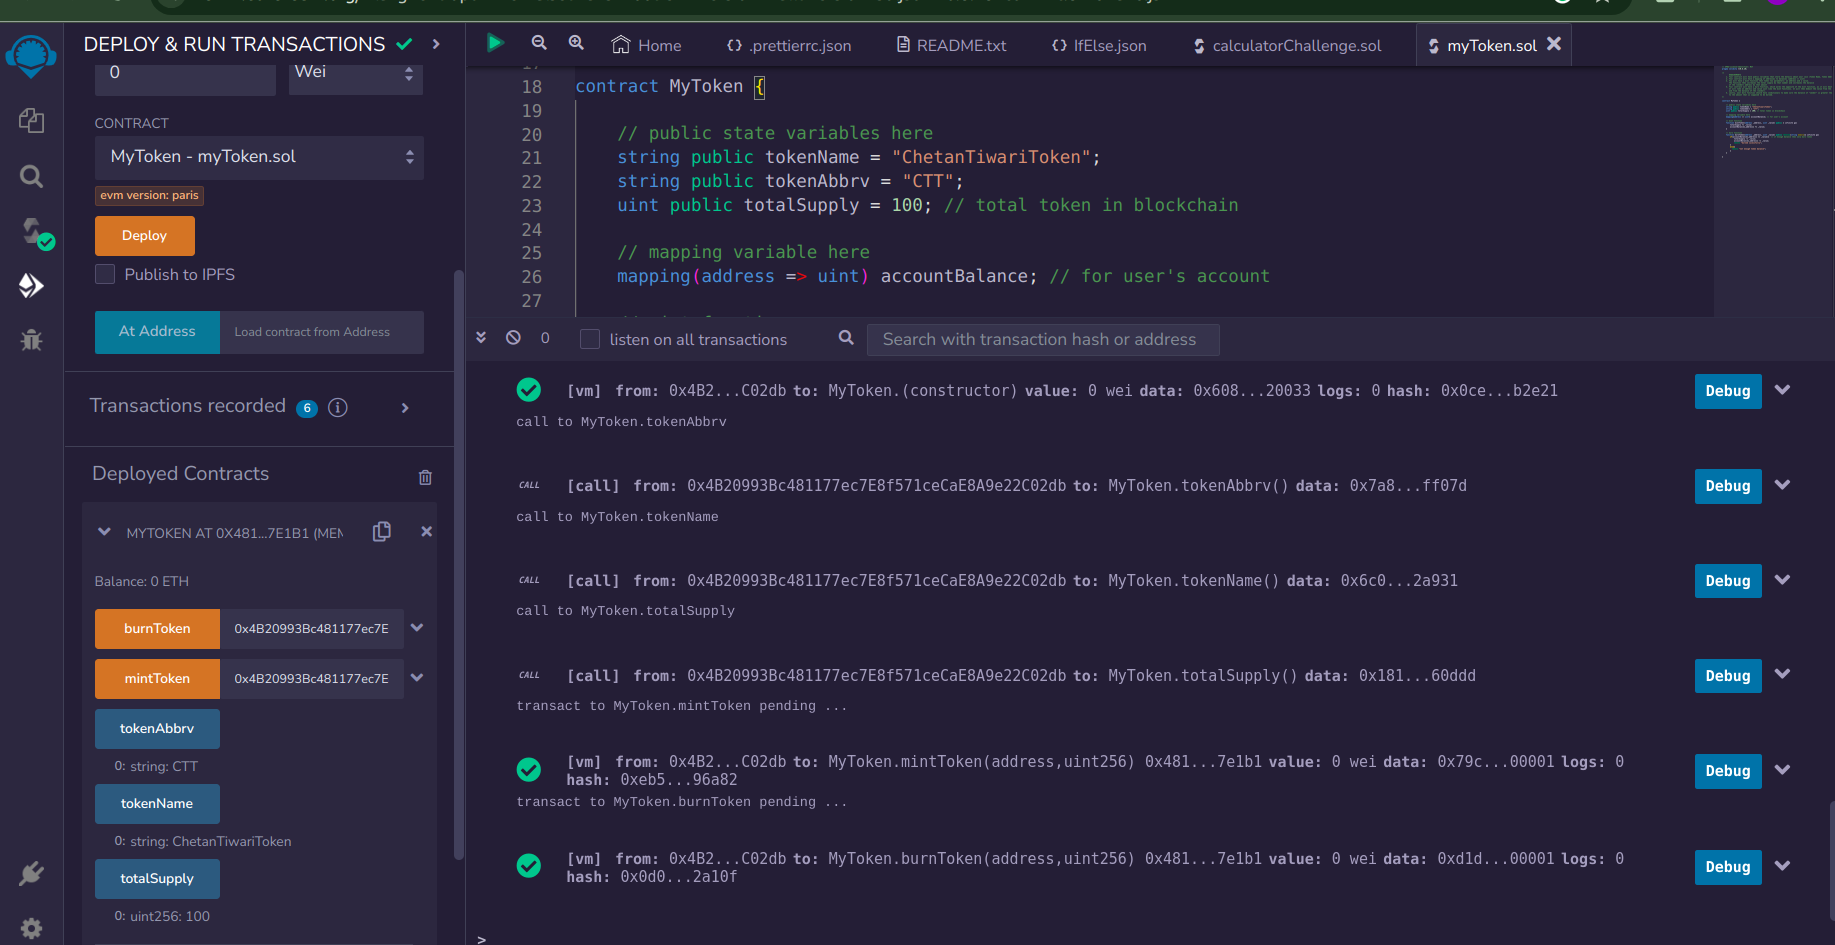 DEPLOY & RUN TRANSACTIONS
0
Wei
CONTRACT
MyToken - myToken.sol
evm version: paris
Deploy
Publish to IPFS
At Address
Load contract from Address
Transactions recorded 6 i
Deployed Contracts
MYTOKEN AT 0X481...7E1B1 (MEM
Balance: 0 ETH
burnToken
0x4B20993Bc481177ec7E
mintToken
0x4B20993Bc481177ec7E
tokenAbbrv
0: string: CTT
tokenName
0: string: ChetanTiwariToken
totalSupply
0: uint256: 100
Home
.prettierrc.json
README.txt
IfElse.json
calculatorChallenge.sol
myToken.sol
18 contract MyToken {
19
20 // public state variables here
21 string public tokenName = "ChetanTiwariToken";
22 string public tokenAbbrv = "CTT";
23 uint public totalSupply = 100; // total token in blockchain
24
25 // mapping variable here
26 mapping(address => uint) accountBalance; // for user's account
27
0
listen on all transactions
Search with transaction hash or address
[vm] from: 0x4B2...C02db to: MyToken.(constructor) value: 0 wei data: 0x608...20033 logs: 0 hash: 0x0ce...b2e21
Debug
call to MyToken.tokenAbbrv
CALL [call] from: 0x4B20993Bc481177ec7E8f571ceCaE8A9e22C02db to: MyToken.tokenAbbrv() data: 0x7a8...ff07d
Debug
call to MyToken.tokenName
CALL [call] from: 0x4B20993Bc481177ec7E8f571ceCaE8A9e22C02db to: MyToken.tokenName() data: 0x6c0...2a931
Debug
call to MyToken.totalSupply
CALL [call] from: 0x4B20993Bc481177ec7E8f571ceCaE8A9e22C02db to: MyToken.totalSupply() data: 0x181...60ddd
Debug
transact to MyToken.mintToken pending ...
[vm] from: 0x4B2...C02db to: MyToken.mintToken(address,uint256) 0x481...7e1b1 value: 0 wei data: 0x79c...00001 logs: 0
hash: 0xeb5...96a82
Debug
transact to MyToken.burnToken pending ...
[vm] from: 0x4B2...C02db to: MyToken.burnToken(address,uint256) 0x481...7e1b1 value: 0 wei data: 0xd1d...00001 logs: 0
hash: 0x0d0...2a10f
Debug
>